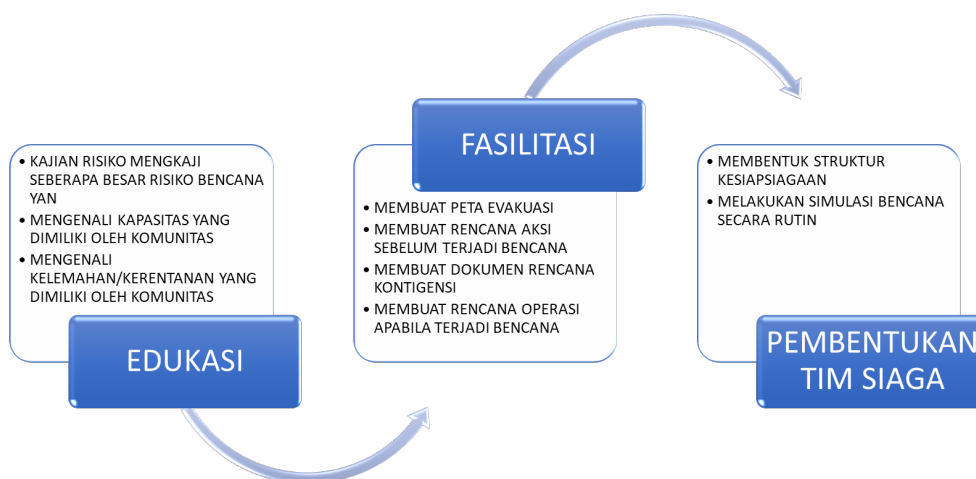 • KAJIAN RISIKO MENGKAJI
SEBERAPA BESAR RISIKO BENCANA
YAN
• MENGENALI KAPASITAS YANG
DIMILIKI OLEH KOMUNITAS
• MENGENALI
KELEMAHAN/KERENTANAN YANG
DIMILIKI OLEH KOMUNITAS
EDUKASI
FASILITASI
• MEMBUAT PETA EVAKUASI
• MEMBUAT RENCANA AKSI
SEBELUM TERJADI BENCANA
• MEMBUAT DOKUMEN RENCANA
KONTIGENSI
• MEMBUAT RENCANA OPERASI
APABILA TERJADI BENCANA
• MEMBENTUK STRUKTUR
KESIAPSIAGAAN
• MELAKUKAN SIMULASI BENCANA
SECARA RUTIN
PEMBENTUKAN
TIM SIAGA